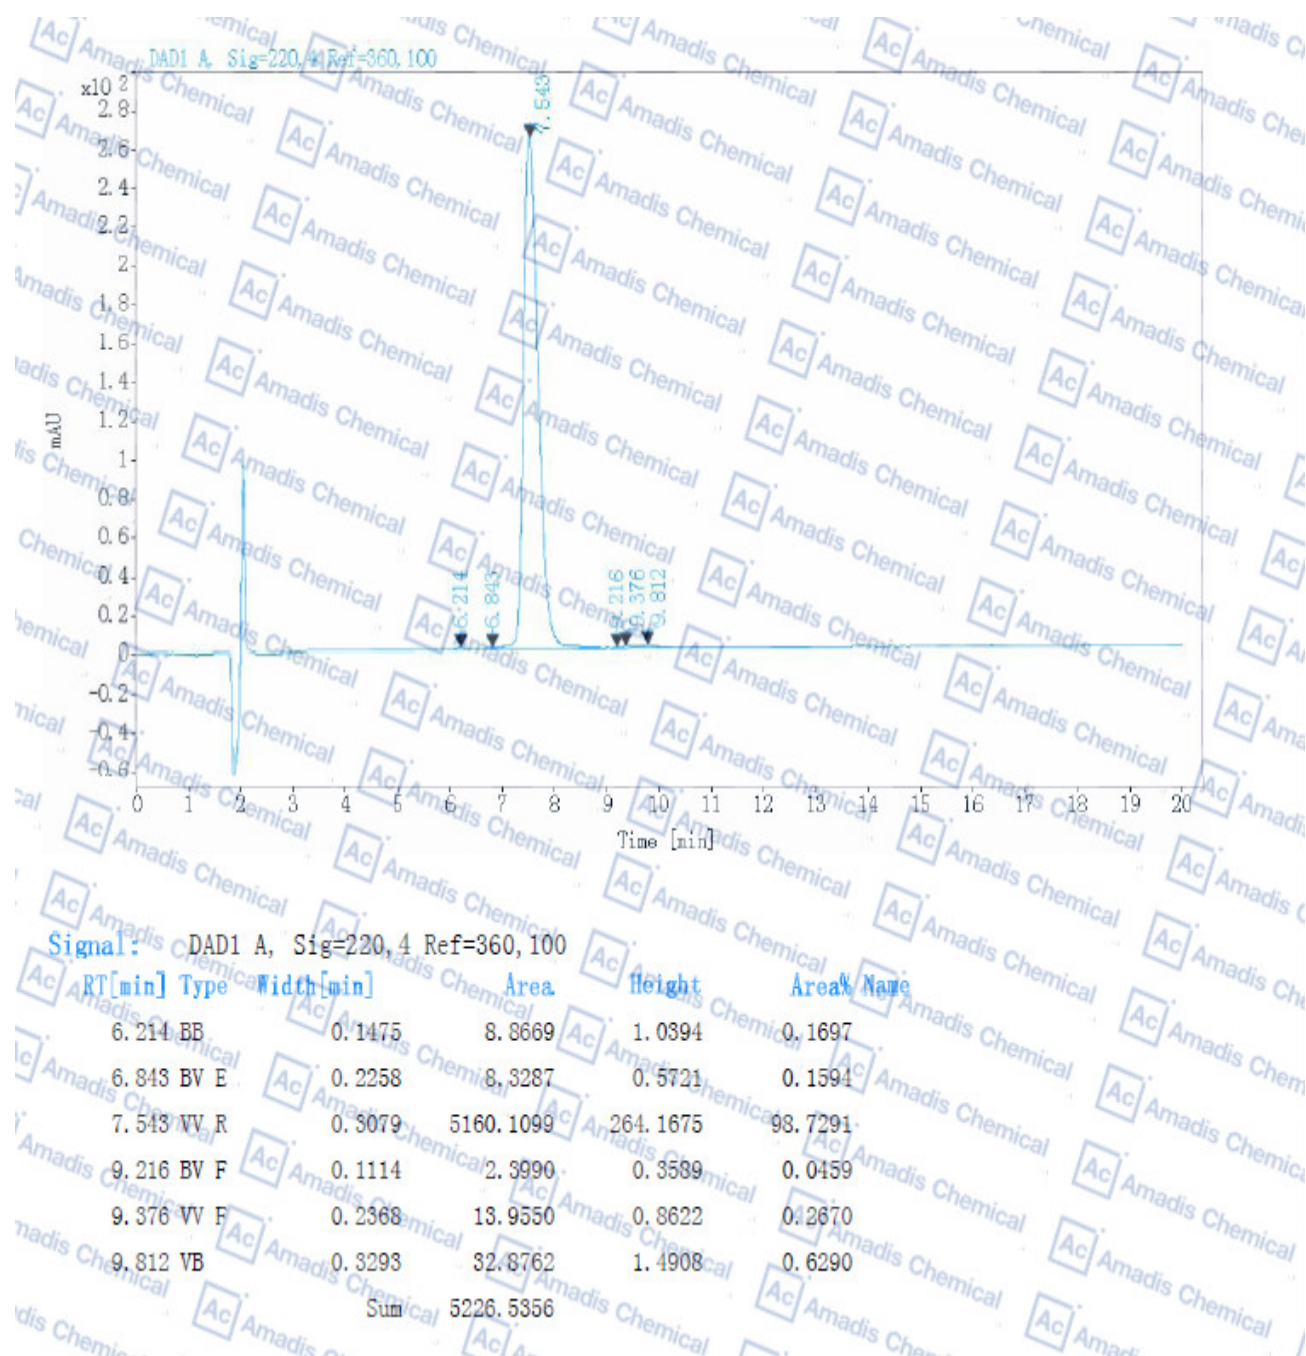 DAD1 A, Sig=220, 4 Ref=360, 100
x10 2
7.543
2.8
2.6
2.4
2.2
2
1.8
1.6
1.4
1.2
1
0.8
0.6
0.4
0.2
0
-0.2
-0.4
-0.6
mAU
6.214
6.843
9.216
9.376
9.812
0 1 2 3 4 5 6 7 8 9 10 11 12 13 14 15 16 17 18 19 20
Time [min]
Signal: DAD1 A, Sig=220, 4 Ref=360, 100
RT[min] Type Width[min] Area Height Area% Name
6.214 BB 0.1475 8.8669 1.0394 0.1697
6.843 BV E 0.2258 8.3287 0.5721 0.1594
7.543 VV R 0.3079 5160.1099 264.1675 98.7291
9.216 BV F 0.1114 2.3990 0.3589 0.0459
9.376 VV F 0.2368 13.9550 0.8622 0.2670
9.812 VB 0.3293 32.8762 1.4908 0.6290
Sum 5226.5356
Ac Amadis Chemical